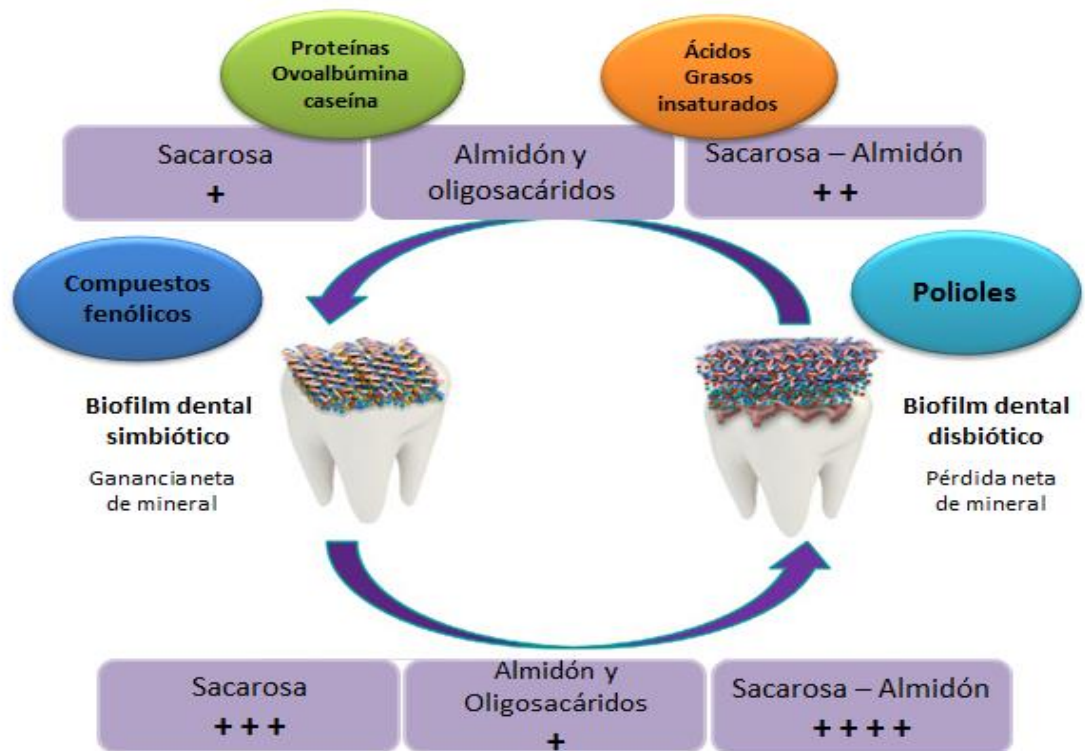 Proteínas
Ovoalbúmina
caseína
Ácidos
Grasos
insaturados
Sacarosa
+
Almidón y
oligosacáridos
Sacarosa – Almidón
+ +
Compuestos
fenólicos
Polioles
Biofilm dental
simbiótico
Ganancia neta
de mineral
Biofilm dental
disbiótico
Pérdida neta
de mineral
Sacarosa
+ + +
Almidón y
Oligosacáridos
+
Sacarosa – Almidón
+ + + +